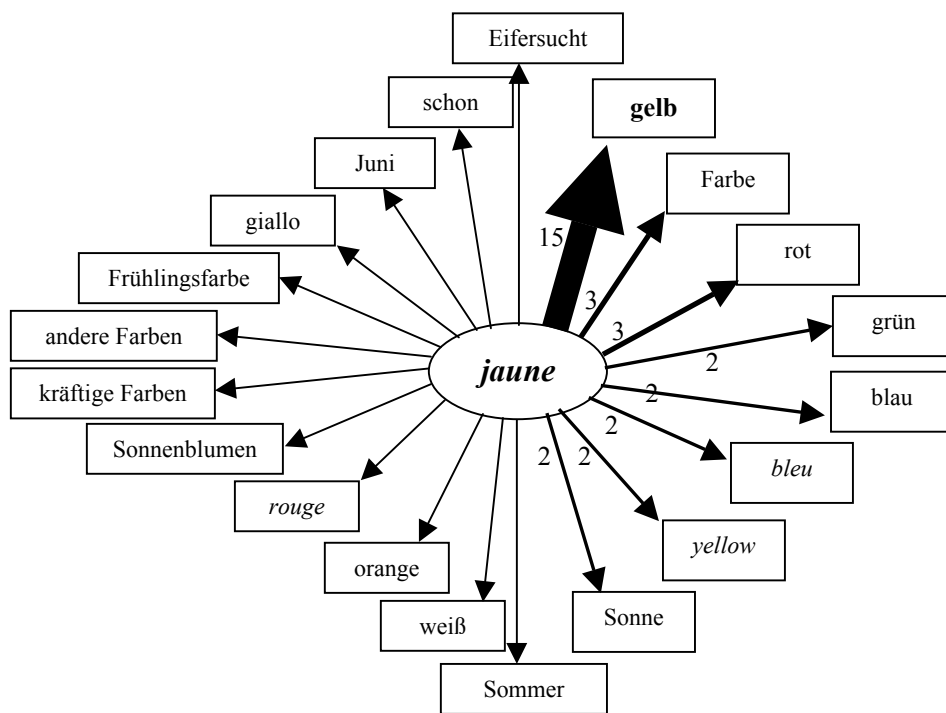 Eifersucht
schon
gelb
Juni
Farbe
giallo
15
rot
Frühlingsfarbe
3
grün
andere Farben
3
2
jaune
kräftige Farben
2
blau
Sonnenblumen
2
2
2
bleu
rouge
yellow
orange
weiß
Sonne
Sommer